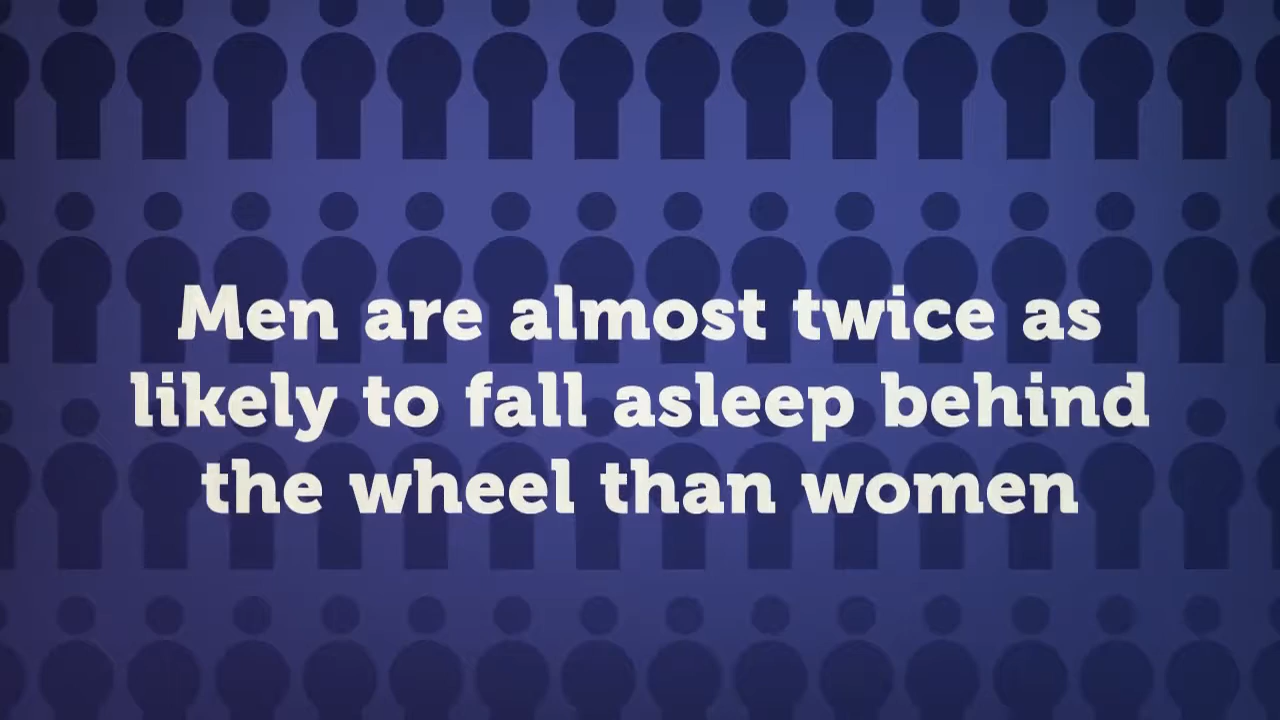 Men are almost twice as
likely to fall asleep behind
the wheel than women